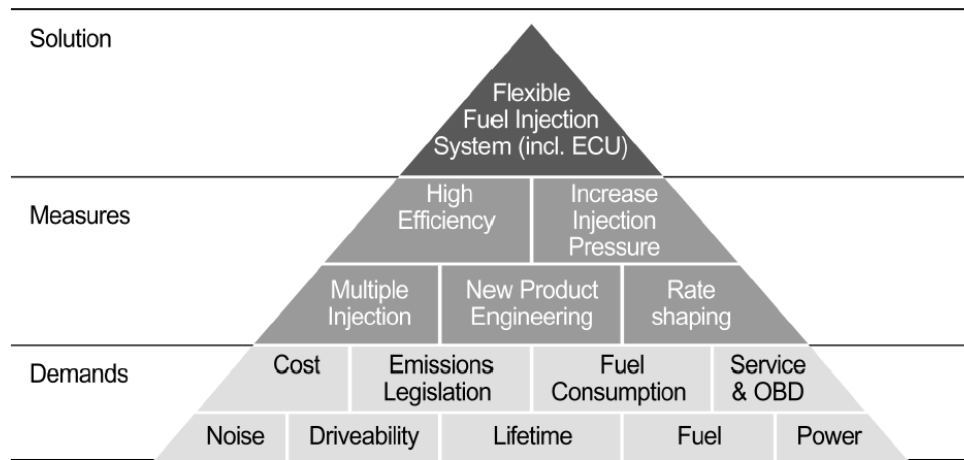 Solution
Flexible
Fuel Injection
System (incl. ECU)
Measures
High
Efficiency
Increase
Injection
Pressure
Multiple
Injection
New Product
Engineering
Rate
shaping
Demands
Cost
Emissions
Legislation
Fuel
Consumption
Service
& OBD
Noise
Driveability
Lifetime
Fuel
Power